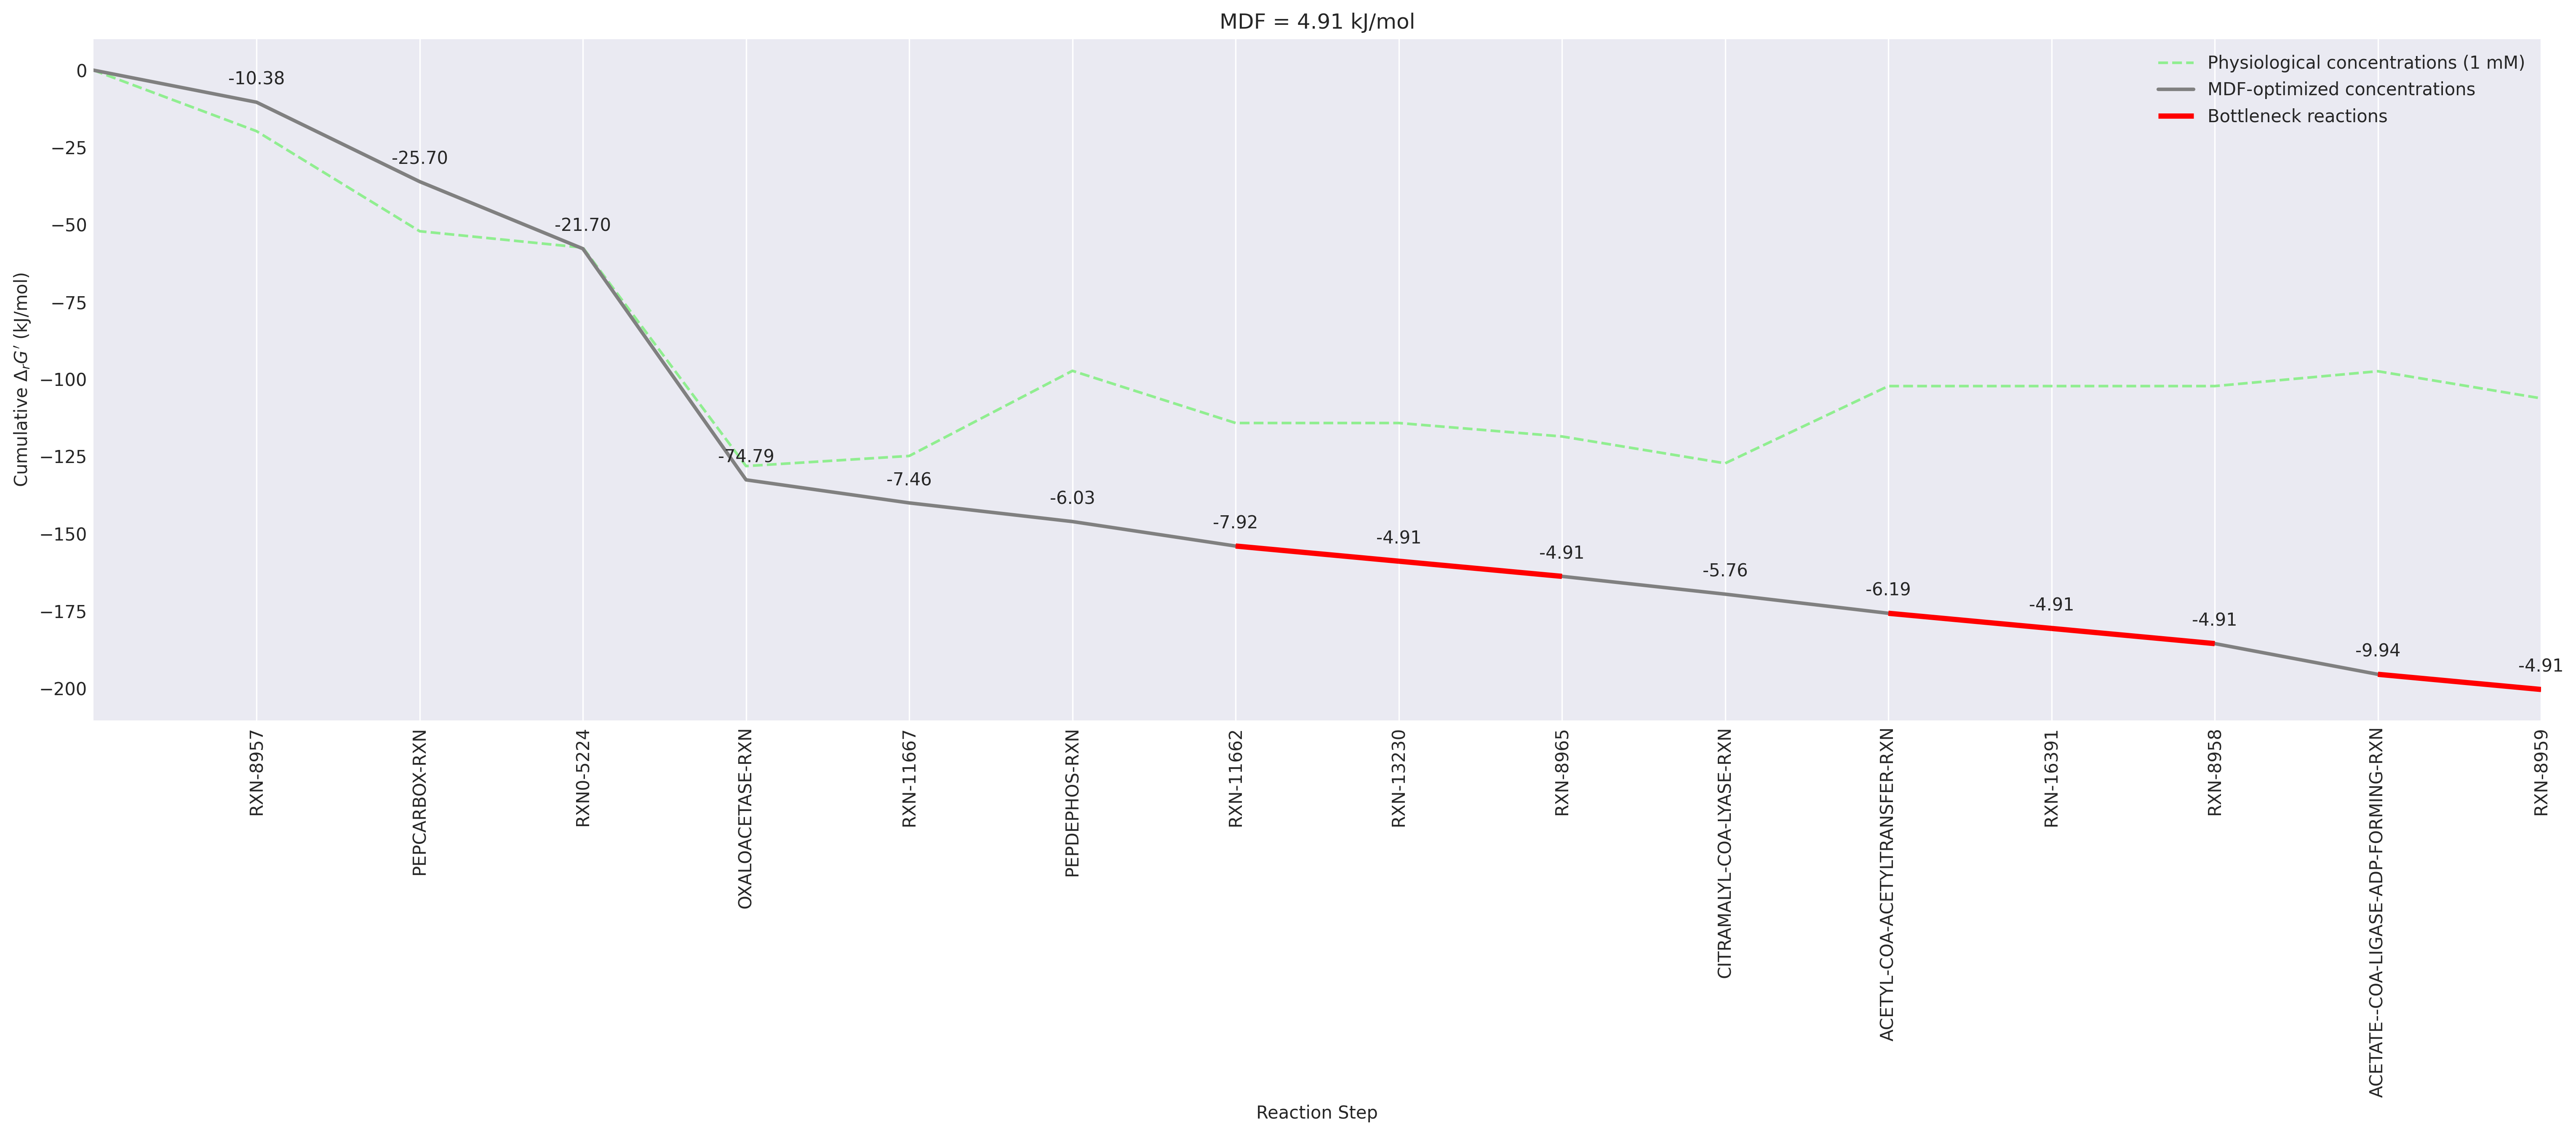 MDF = 4.91 kJ/mol
Physiological concentrations (1 mM)
MDF-optimized concentrations
Bottleneck reactions
Cumulative ΔrG′ (kJ/mol)
0
−25
−50
−75
−100
−125
−150
−175
−200
-10.38
-25.70
-21.70
-74.79
-7.46
-6.03
-7.92
-4.91
-4.91
-5.76
-6.19
-4.91
-4.91
-9.94
-4.91
RXN-8957
PEPCARBOX-RXN
RXN0-5224
OXALOACETASE-RXN
RXN-11667
PEPDEPHOS-RXN
RXN-11662
RXN-13230
RXN-8965
CITRAMALYL-COA-LYASE-RXN
ACETYL-COA-ACETYLTRANSFER-RXN
RXN-16391
RXN-8958
ACETATE--COA-LIGASE-ADP-FORMING-RXN
RXN-8959
Reaction Step